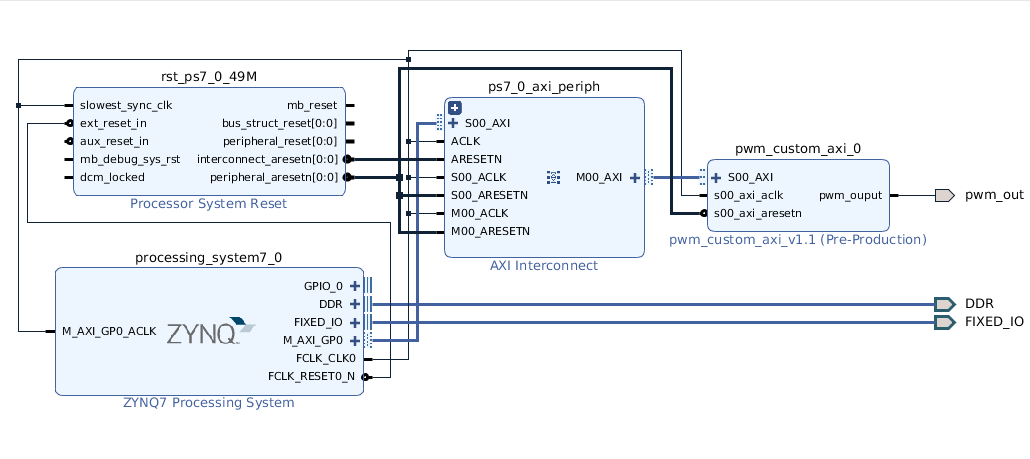 rst_ps7_0_49M
slowest_sync_clk
ext_reset_in
aux_reset_in
mb_debug_sys_rst
dcm_locked
mb_reset
bus_struct_reset[0:0]
peripheral_reset[0:0]
interconnect_aresetn[0:0]
peripheral_aresetn[0:0]
Processor System Reset
ps7_0_axi_periph
S00_AXI
ACLK
ARESETN
S00_ACLK
S00_ARESETN
M00_ACLK
M00_ARESETN
M00_AXI
AXI Interconnect
pwm_custom_axi_0
S00_AXI
s00_axi_aclk
s00_axi_aresetn
pwm_ouput
pwm_custom_axi_v1.1 (Pre-Production)
pwm_out
processing_system7_0
M_AXI_GP0_ACLK
ZYNQ
GPIO_0
DDR
FIXED_IO
M_AXI_GP0
FCLK_CLK0
FCLK_RESET0_N
ZYNQ7 Processing System
DDR
FIXED_IO